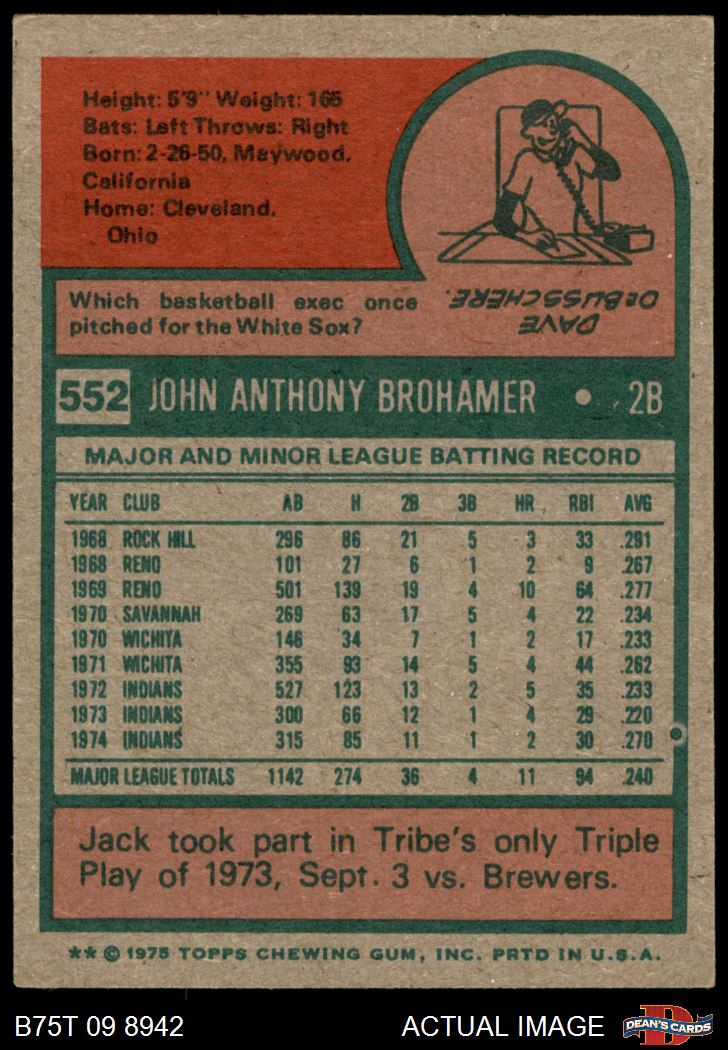 Height: 5'9" Weight: 165
Bats: Left Throws: Right
Born: 2-26-50, Maywood,
California
Home: Cleveland,
Ohio
Which basketball exec once
pitched for the White Sox?
DAVE
DeBUSSCHERE.
552 JOHN ANTHONY BROHAMER • 2B
MAJOR AND MINOR LEAGUE BATTING RECORD
YEAR CLUB AB H 2B 3B HR RBI AVG
1968 ROCK HILL 296 86 21 5 3 33 .291
1968 RENO 101 27 6 1 2 9 .267
1969 RENO 501 139 19 4 10 64 .277
1970 SAVANNAH 269 63 17 5 4 22 .234
1970 WICHITA 146 34 7 1 2 17 .233
1971 WICHITA 355 93 14 5 4 44 .262
1972 INDIANS 527 123 13 2 5 35 .233
1973 INDIANS 300 66 12 1 4 29 .220
1974 INDIANS 315 85 11 1 2 30 .270
MAJOR LEAGUE TOTALS 1142 274 36 4 11 94 .240
Jack took part in Tribe's only Triple
Play of 1973, Sept. 3 vs. Brewers.
** © 1975 TOPPS CHEWING GUM, INC. PRTD IN U.S.A.
B75T 09 8942 ACTUAL IMAGE
DEAN'S CARDS